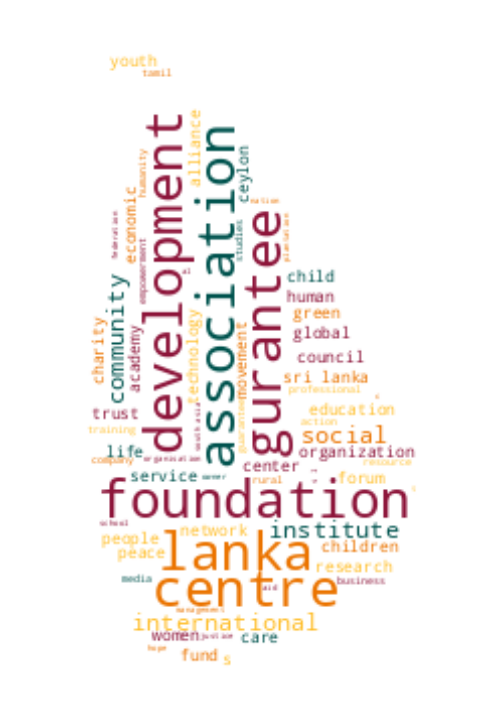 youth
tamil
development
association
gurantee
alliance
ceylon
humanity
economic
nation
plantation
federation
studies
empowerment
al
child
community
human
green
technology
charity
academy
movement
global
council
sri lanka
professional
guarantee
south asia
education
trust
action
training
social
life
organization
company
organisation
center
resource
service
owner
rural
forum
foundation
school
people
network
institute
peace
lanka
children
research
media
centre
business
aid
management
international
women
justice
care
hope
fund
s